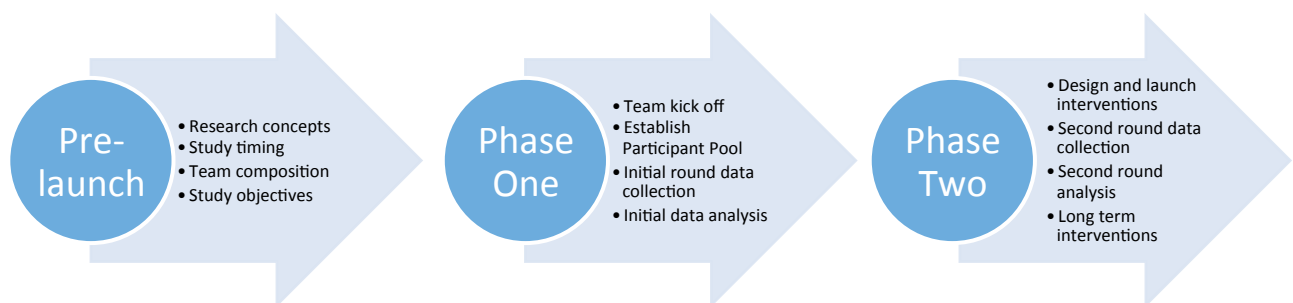 Pre-
launch
• Research concepts
• Study timing
• Team composition
• Study objectives
Phase
One
• Team kick off
• Establish
Participant Pool
• Initial round data
collection
• Initial data analysis
Phase
Two
• Design and launch
interventions
• Second round data
collection
• Second round
analysis
• Long term
interventions